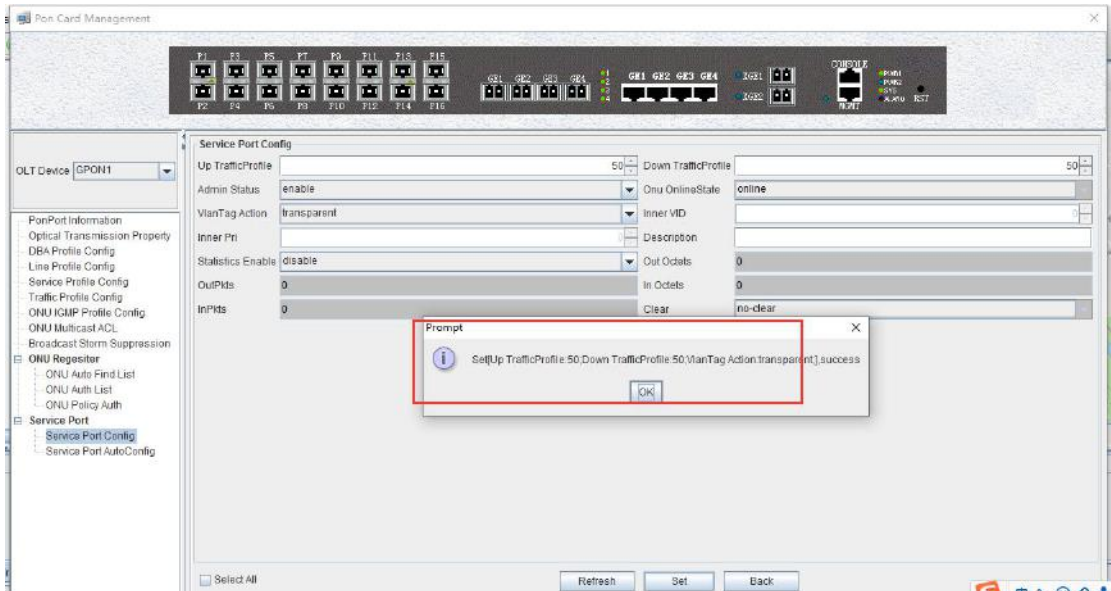 Pon Card Management
P1 P3 P5 P7 P9 P11 P13 P15
GE1 GE2 GE3 GE4
1
2
3
4
GE1 GE2 GE3 GE4
XGE1
XGE2
CONSOLE
MGMT
PWR1
PWR2
SYS
ALARM
RST
P2 P4 P6 P8 P10 P12 P14 P16
OLT Device GPON1
PonPort Information
Optical Transmission Property
DBA Profile Config
Line Profile Config
Service Profile Config
Traffic Profile Config
ONU IGMP Profile Config
ONU Multicast ACL
Broadcast Storm Suppression
ONU Regesiter
ONU Auto Find List
ONU Auth List
ONU Policy Auth
Service Port
Service Port Config
Service Port AutoConfig
Service Port Config
Up TrafficProfile 50 Down TrafficProfile 50
Admin Status enable Onu OnlineState online
VlanTag Action transparent Inner VID 0
Inner Pri 0 Description
Statistics Enable disable Out Octets 0
OutPkts 0 In Octets 0
InPkts 0 Clear no-clear
Prompt
Set[Up TrafficProfile:50;Down TrafficProfile:50;VlanTag Action:transparent;],success
OK
Select All Refresh Set Back